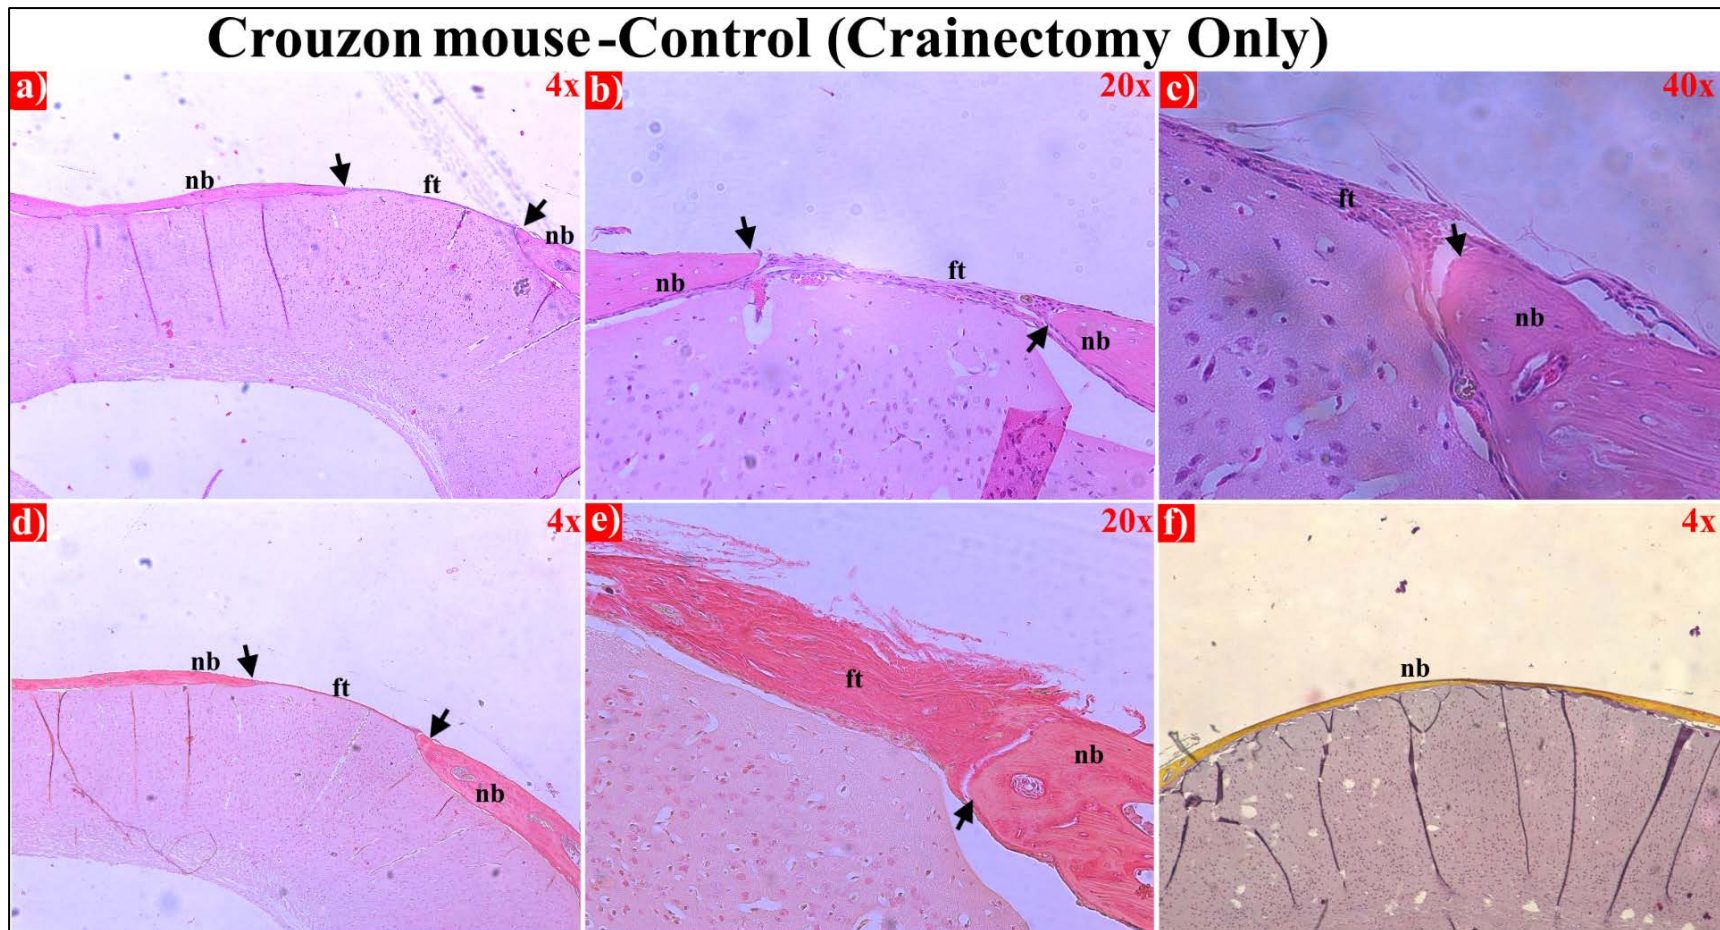 Crouzon mouse-Control (Crainectomy Only)
a) 4x
nb
ft
nb
b) 20x
ft
nb
nb
c) 40x
ft
nb
d) 4x
nb
ft
nb
e) 20x
ft
nb
f) 4x
nb